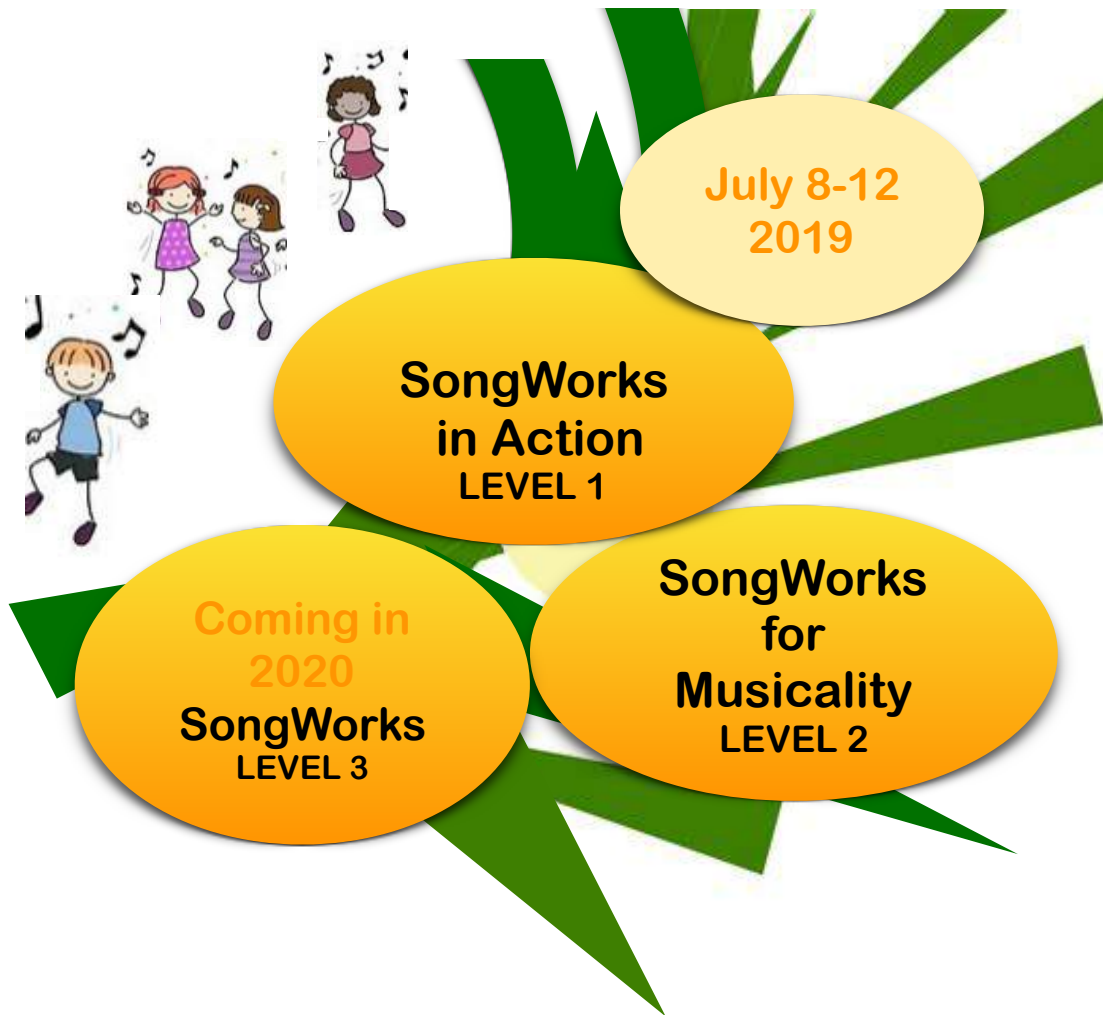 July 8-12
2019
SongWorks
in Action
LEVEL 1
SongWorks
for
Musicality
LEVEL 2
Coming in
2020
SongWorks
LEVEL 3